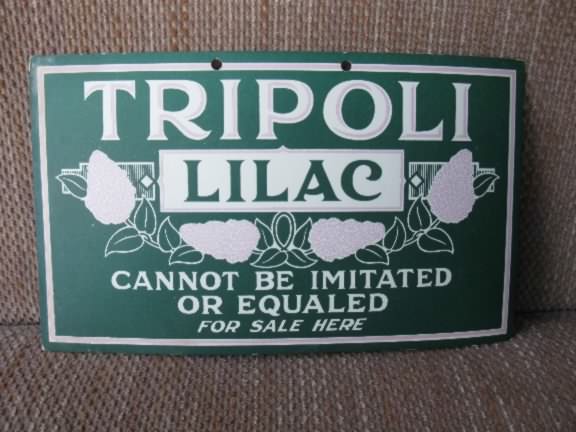 TRIPOLI
LILAC
CANNOT BE IMITATED
OR EQUALED
FOR SALE HERE